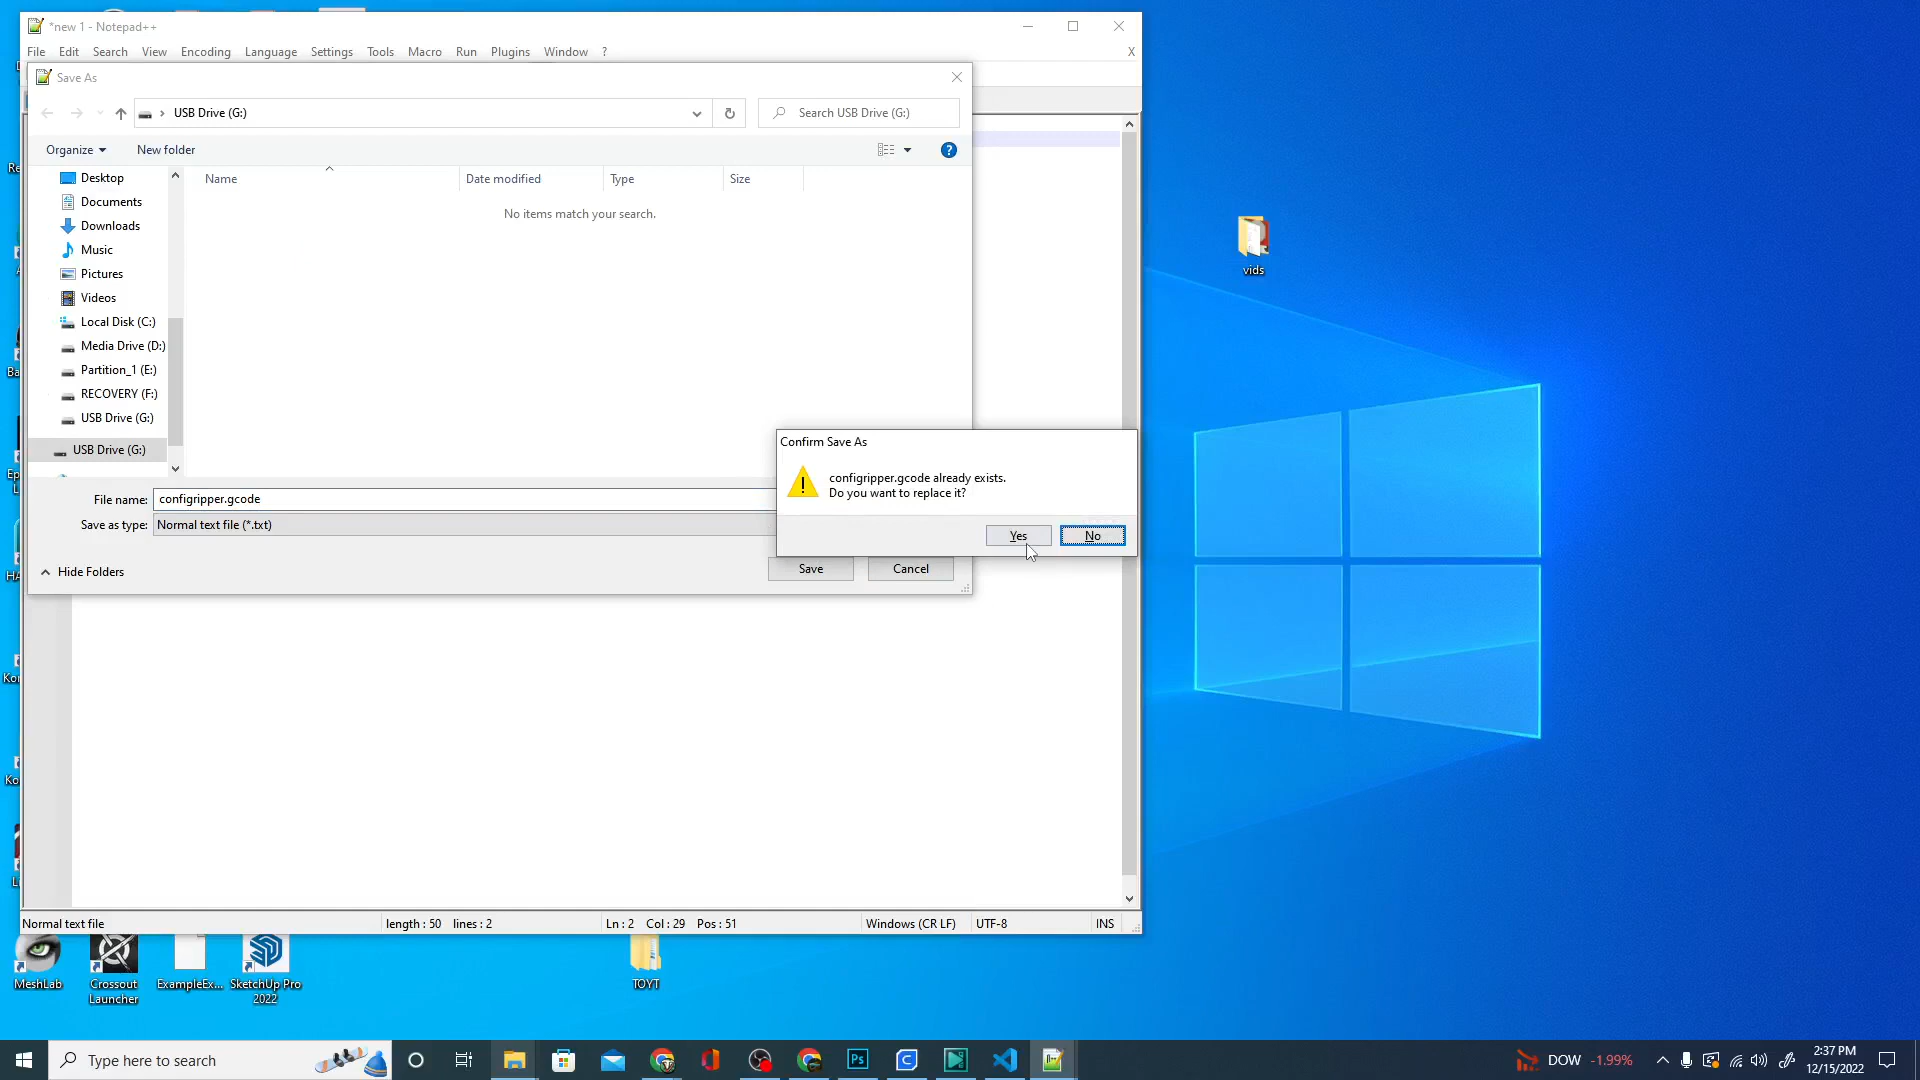 *new 1 - Notepad++
File Edit Search View Encoding Language Settings Tools Macro Run Plugins Window ? X
Save As
USB Drive (G:)
Search USB Drive (G:)
Organize New folder
Name Date modified Type Size
No items match your search.
Desktop
Documents
Downloads
Music
Pictures
Videos
Local Disk (C:)
Media Drive (D:)
Partition_1 (E:)
RECOVERY (F:)
USB Drive (G:)
USB Drive (G:)
File name: configripper.gcode
Save as type: Normal text file (*.txt)
Hide Folders
Save Cancel
Confirm Save As
configripper.gcode already exists.
Do you want to replace it?
Yes No
Normal text file length : 50 lines : 2 Ln : 2 Col : 29 Pos : 51 Windows (CR LF) UTF-8 INS
vids
MeshLab
Crossout
Launcher
ExampleEx...
SketchUp Pro
2022
TOYT
Type here to search
DOW -1.99%
2:37 PM
12/15/2022